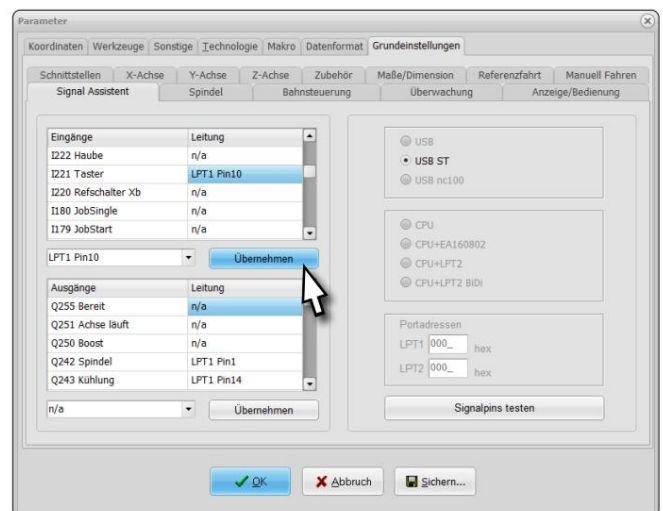 Parameter
Koordinaten Werkzeuge Sonstige Technologie Makro Datenformat Grundeinstellungen
Schnittstellen X-Achse Y-Achse Z-Achse Zubehör Maße/Dimension Referenzfahrt Manuell Fahren
Signal Assistent Spindel Bahnsteuerung Überwachung Anzeige/Bedienung
Eingänge Leitung
I222 Haube n/a
I221 Taster LPT1 Pin10
I220 Refschalter Xb n/a
I180 JobSingle n/a
I179 JobStart n/a
LPT1 Pin10 Übernehmen
Ausgänge Leitung
Q255 Bereit n/a
Q251 Achse läuft n/a
Q250 Boost n/a
Q242 Spindel LPT1 Pin1
Q243 Kühlung LPT1 Pin14
n/a Übernehmen
USB
USB ST
USB nc100
CPU
CPU+EA160802
CPU+LPT2
CPU+LPT2 BiDi
Portadressen
LPT1 000_ hex
LPT2 000_ hex
Signalpins testen
OK Abbruch Sichern...